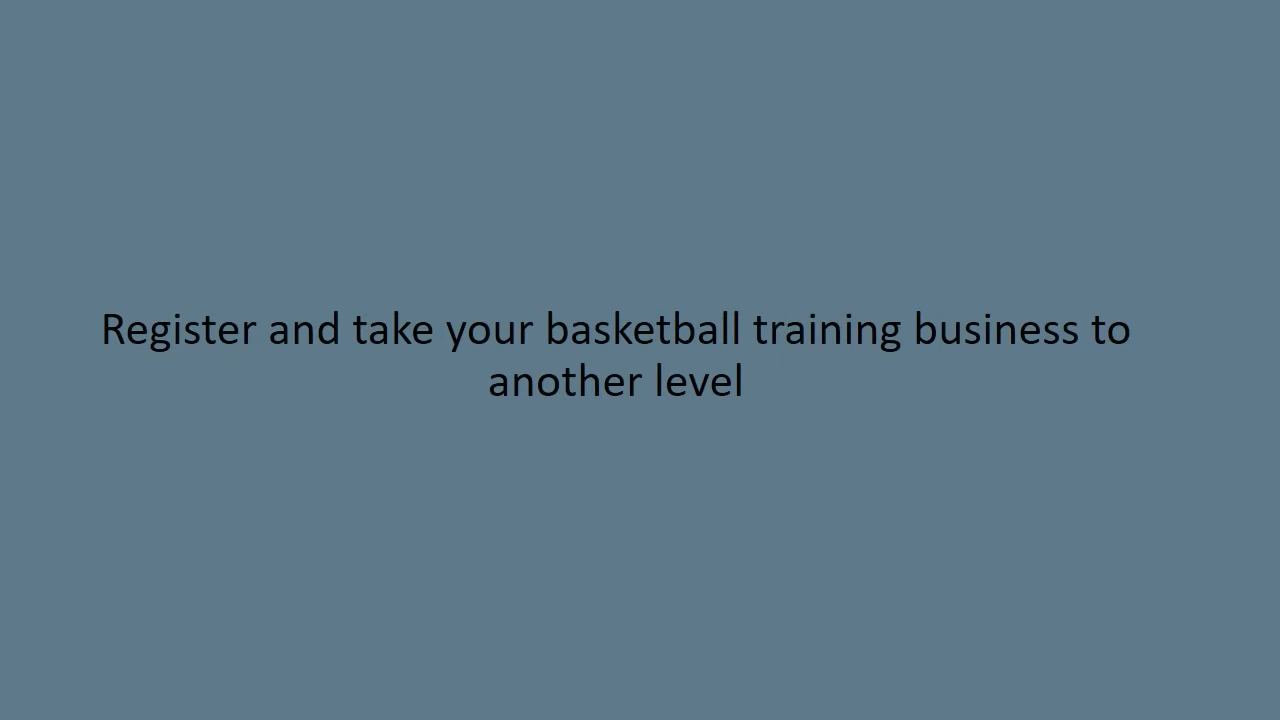 Register and take your basketball training business to
another level